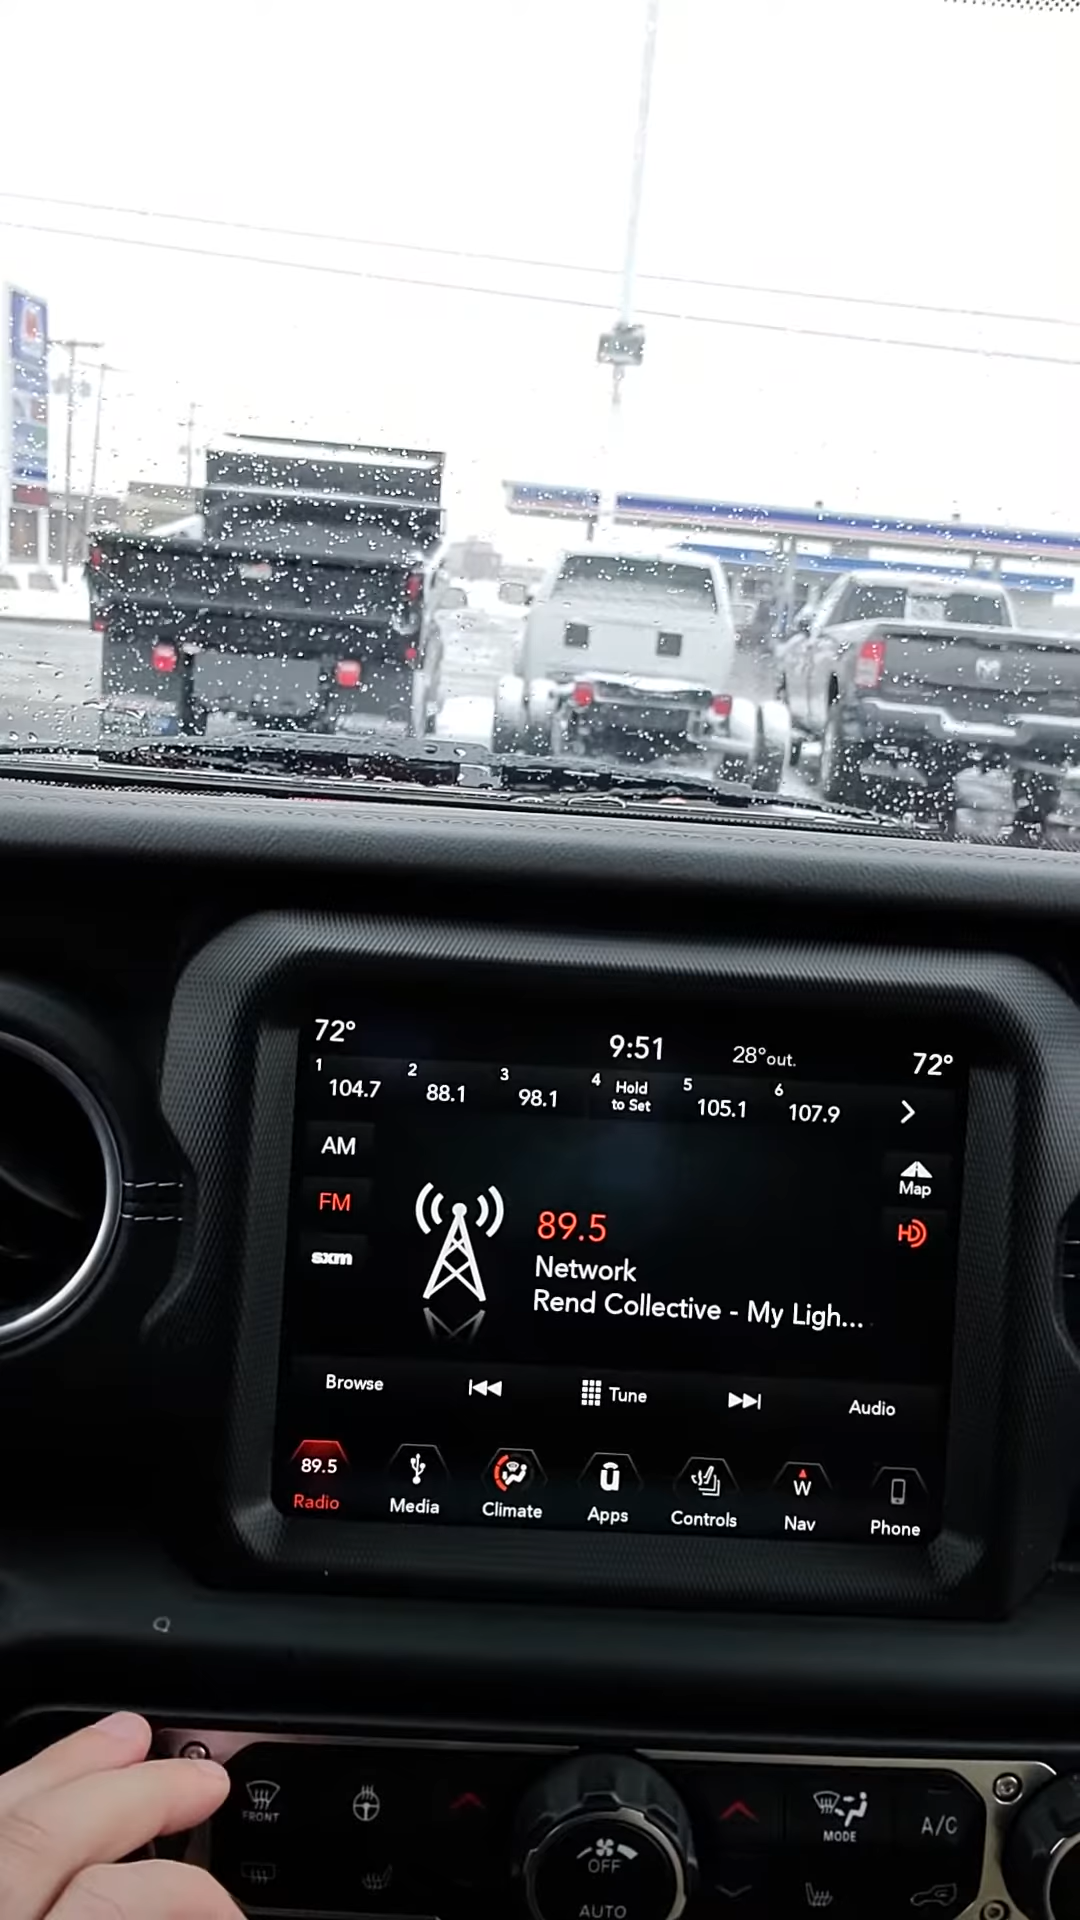 72° 9:51 28°out. 72°
1 104.7 2 88.1 3 98.1 4 Hold to Set 5 105.1 6 107.9
AM
Map
FM
HD
89.5
Network
sxm
Rend Collective - My Ligh...
Browse Tune Audio
89.5 W
Radio Media Climate Apps Controls Nav Phone
FRONT
MODE
A/C
OFF
AUTO